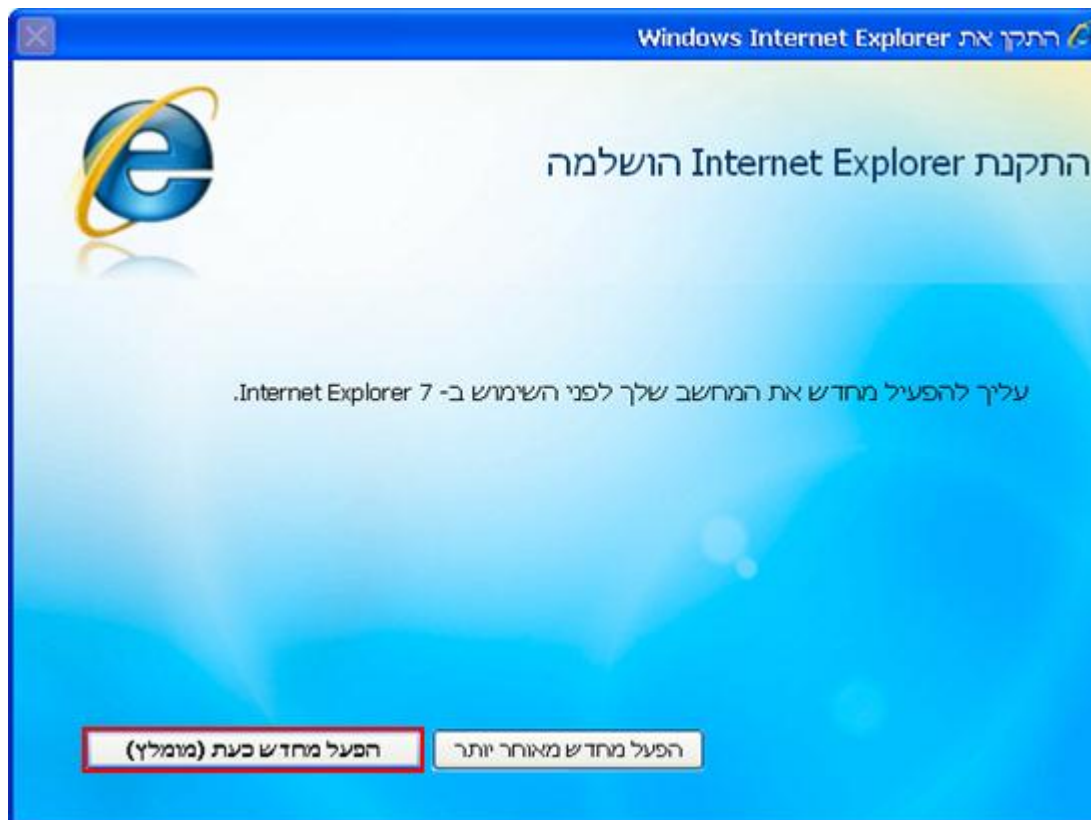 התקן את Windows Internet Explorer
התקנת Internet Explorer הושלמה
עליך להפעיל מחדש את המחשב שלך לפני השימוש ב- Internet Explorer 7.
הפעל מחדש מאוחר יותר
הפעל מחדש כעת (מומלץ)